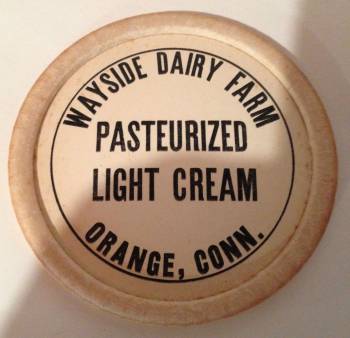 WAYSIDE DAIRY FARM
PASTEURIZED
LIGHT CREAM
ORANGE, CONN.